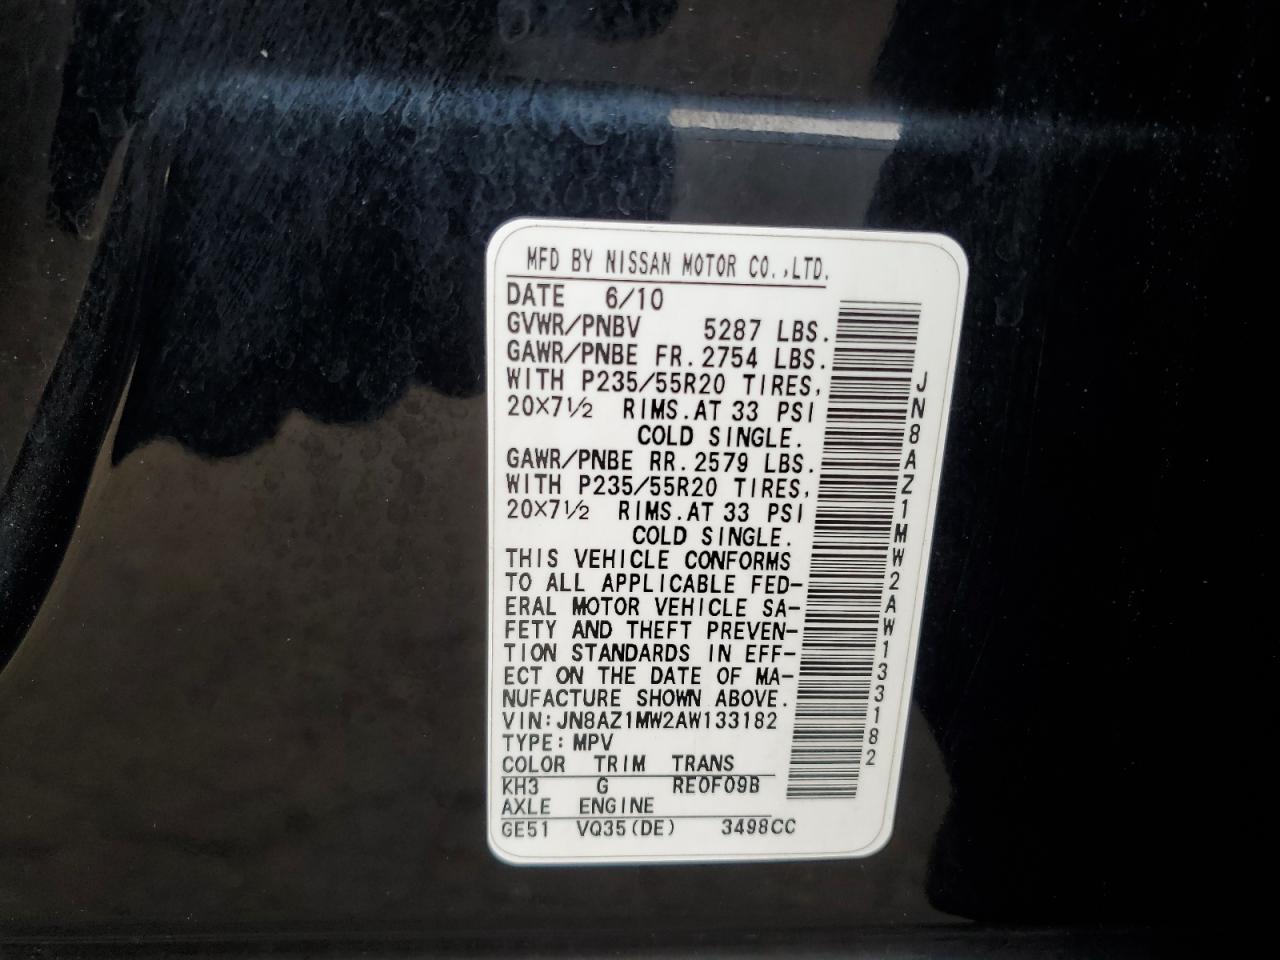 MFD BY NISSAN MOTOR CO.,LTD.
DATE 6/10
GVWR/PNBV 5287 LBS.
GAWR/PNBE FR. 2754 LBS.
WITH P235/55R20 TIRES,
20×7½ RIMS. AT 33 PSI
COLD SINGLE.
GAWR/PNBE RR. 2579 LBS.
WITH P235/55R20 TIRES,
20×7½ RIMS. AT 33 PSI
COLD SINGLE.
THIS VEHICLE CONFORMS
TO ALL APPLICABLE FED-
ERAL MOTOR VEHICLE SA-
FETY AND THEFT PREVEN-
TION STANDARDS IN EFF-
ECT ON THE DATE OF MA-
NUFACTURE SHOWN ABOVE.
VIN: JN8AZ1MW2AW133182
TYPE: MPV
COLOR TRIM TRANS
KH3 G RE0F09B
AXLE ENGINE
GE51 VQ35(DE) 3498CC
JN8AZ1MW2AW133182